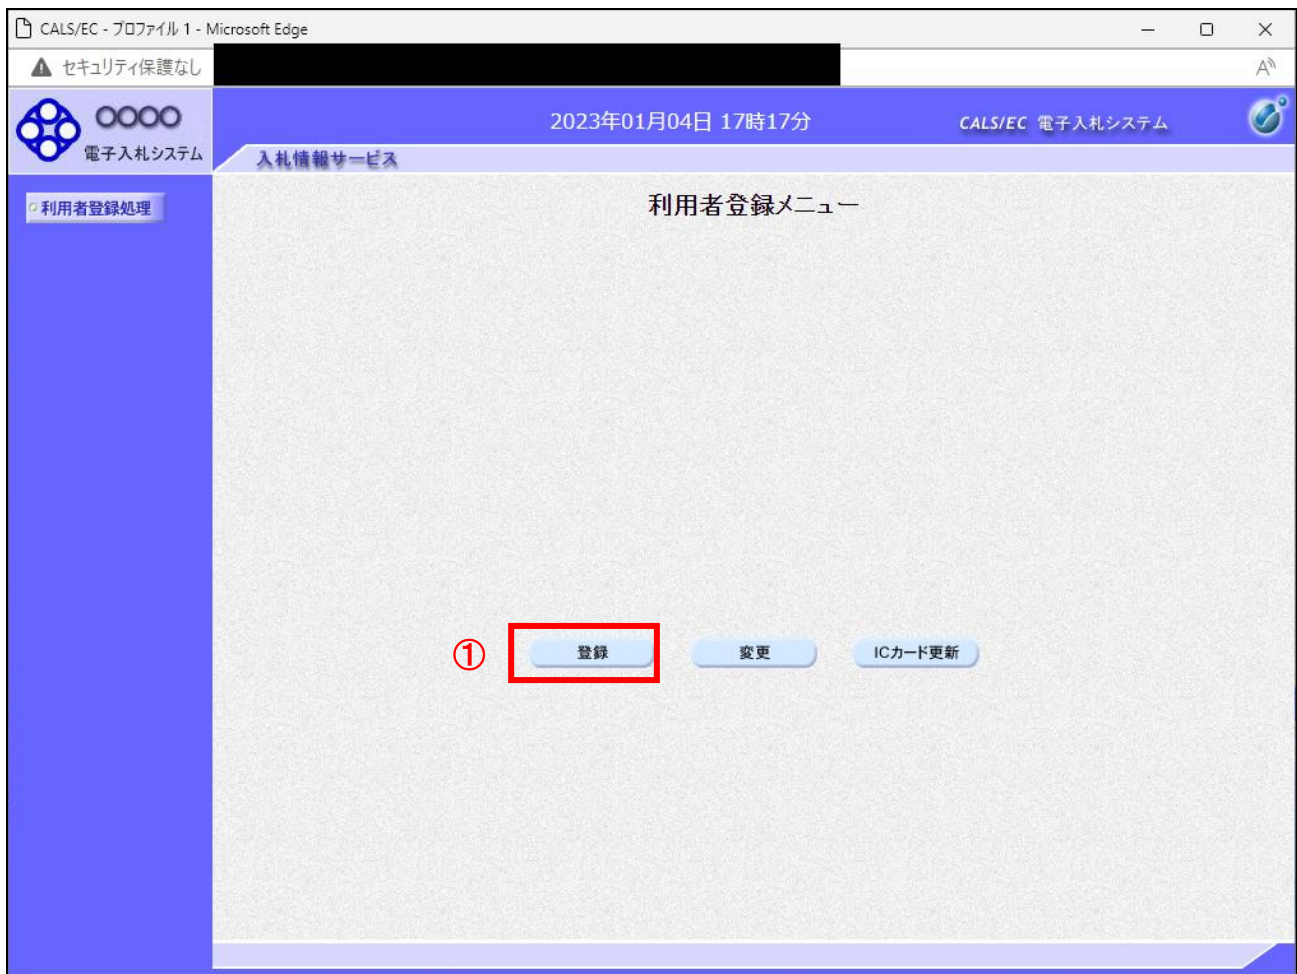 CALS/EC - プロファイル 1 - Microsoft Edge
セキュリティ保護なし
○○○○
電子入札システム
2023年01月04日 17時17分
CALS/EC 電子入札システム
入札情報サービス
利用者登録処理
利用者登録メニュー
① 登録 変更 ICカード更新